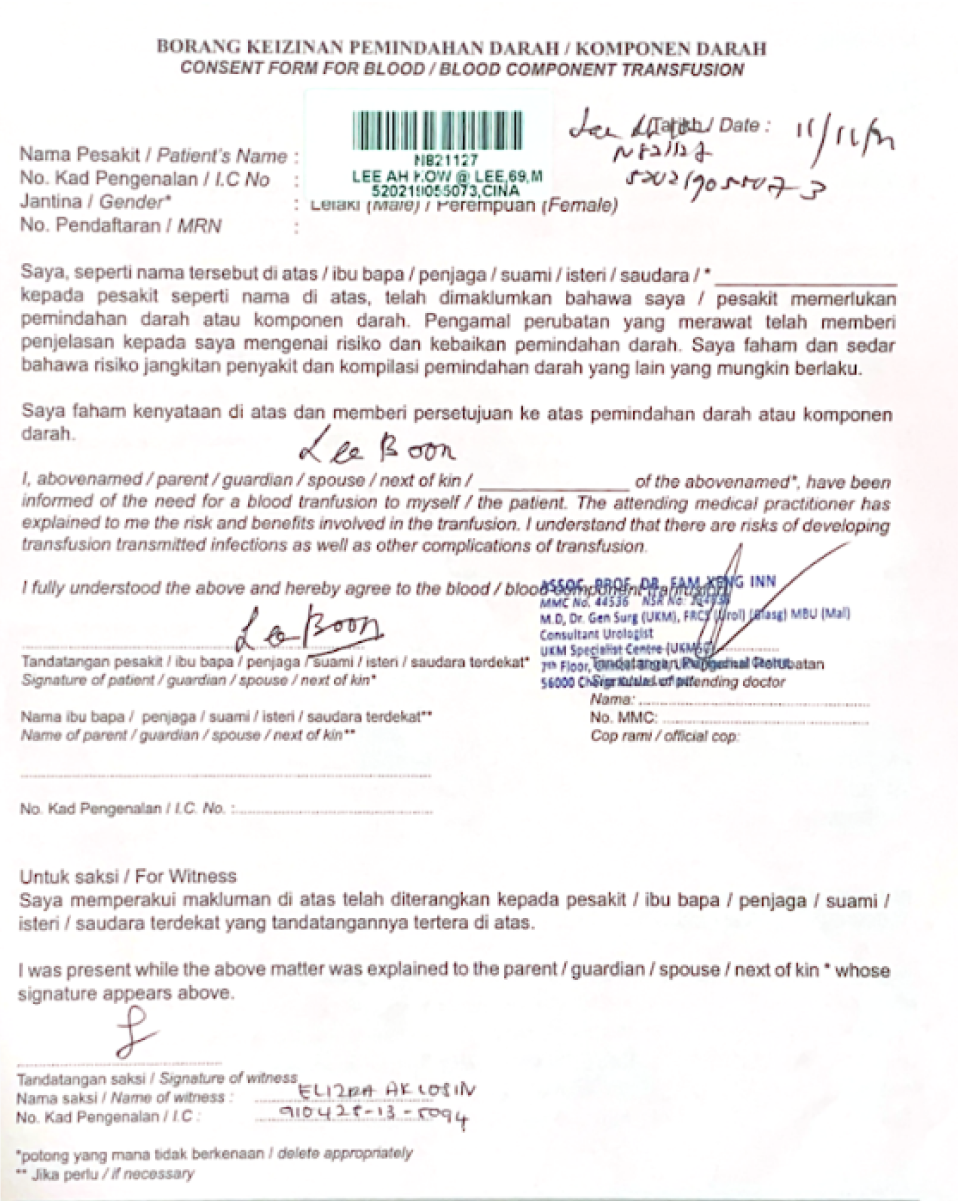 BORANG KEIZINAN PEMINDAHAN DARAH / KOMPONEN DARAH
CONSENT FORM FOR BLOOD / BLOOD COMPONENT TRANSFUSION
Tarikh / Date : 11/11/21
Lee
N821127
520219055073
Nama Pesakit / Patient's Name :
NB21127
No. Kad Pengenalan / I.C No :
LEE AH KOW @ LEE,69,M
520219055073,CINA
Jantina / Gender* : Lelaki (Male) / Perempuan (Female)
No. Pendaftaran / MRN :
Saya, seperti nama tersebut di atas / ibu bapa / penjaga / suami / isteri / saudara / *
kepada pesakit seperti nama di atas, telah dimaklumkan bahawa saya / pesakit memerlukan
pemindahan darah atau komponen darah. Pengamal perubatan yang merawat telah memberi
penjelasan kepada saya mengenai risiko dan kebaikan pemindahan darah. Saya faham dan sedar
bahawa risiko jangkitan penyakit dan kompilasi pemindahan darah yang lain yang mungkin berlaku.
Saya faham kenyataan di atas dan memberi persetujuan ke atas pemindahan darah atau komponen
darah.
Lee Boon
I, abovenamed / parent / guardian / spouse / next of kin / of the abovenamed*, have been
informed of the need for a blood tranfusion to myself / the patient. The attending medical practitioner has
explained to me the risk and benefits involved in the tranfusion. I understand that there are risks of developing
transfusion transmitted infections as well as other complications of transfusion.
I fully understood the above and hereby agree to the blood / blood component tranfusion
ASSOC. PROF. DR. FAM XENG INN
MMC No. 44536 NSR No:
M.D, Dr. Gen Surg (UKM), FRCS (Urol) (Glasg) MBU (Mal)
Consultant Urologist
UKM Specialist Centre (UKMSC)
7th Floor,
56000
Lee Boon
Tandatangan pesakit / ibu bapa / penjaga / suami / isteri / saudara terdekat*
Signature of patient / guardian / spouse / next of kin*
Tandatangan Pengamal Perubatan
Signature of attending doctor
Nama:
No. MMC:
Cop rami / official cop:
Nama ibu bapa / penjaga / suami / isteri / saudara terdekat**
Name of parent / guardian / spouse / next of kin**
No. Kad Pengenalan / I.C. No. :
Untuk saksi / For Witness
Saya memperakui makluman di atas telah diterangkan kepada pesakit / ibu bapa / penjaga / suami /
isteri / saudara terdekat yang tandatangannya tertera di atas.
I was present while the above matter was explained to the parent / guardian / spouse / next of kin * whose
signature appears above.
Tandatangan saksi / Signature of witness
Nama saksi / Name of witness : ELIZRA AK LOSIN
No. Kad Pengenalan / I.C : 910425-13-5094
*potong yang mana tidak berkenaan / delete appropriately
** Jika perlu / if necessary